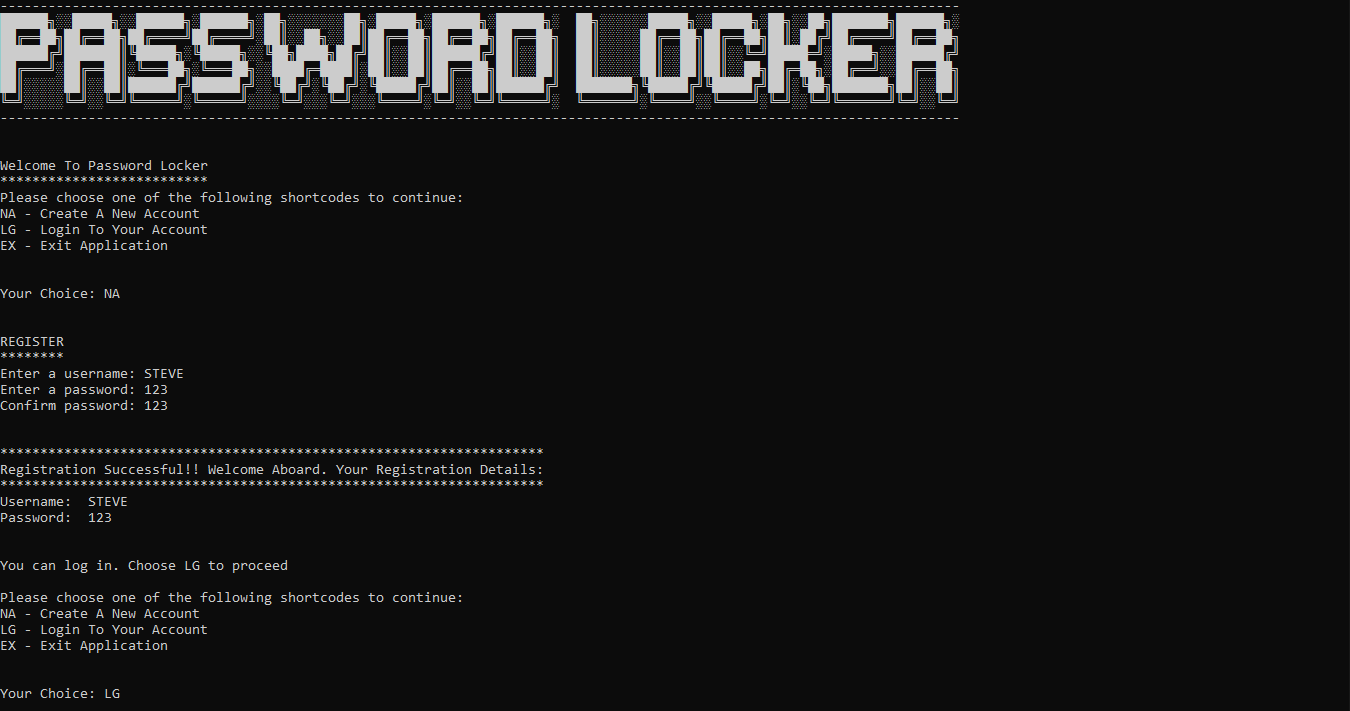 PASSWORD LOCKER
Welcome To Password Locker
**************************
Please choose one of the following shortcodes to continue:
NA - Create A New Account
LG - Login To Your Account
EX - Exit Application
Your Choice: NA
REGISTER
********
Enter a username: STEVE
Enter a password: 123
Confirm password: 123
********************************************************************
Registration Successful!! Welcome Aboard. Your Registration Details:
********************************************************************
Username:  STEVE
Password:  123
You can log in. Choose LG to proceed
Please choose one of the following shortcodes to continue:
NA - Create A New Account
LG - Login To Your Account
EX - Exit Application
Your Choice: LG